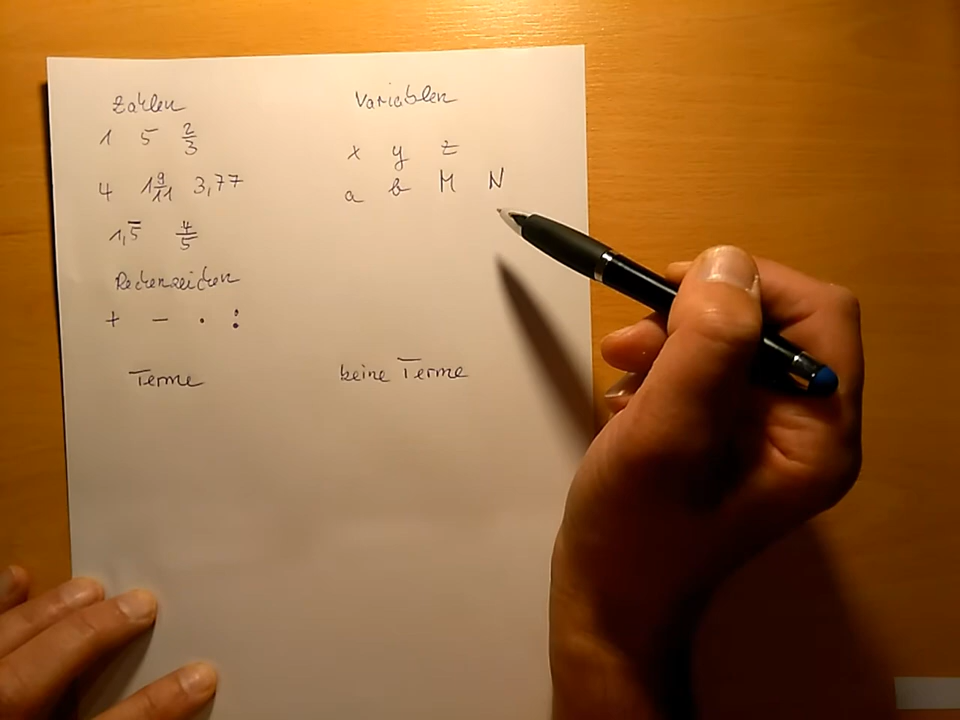 Zahlen
1 5 2/3
4 1 9/11 3,77
1,5̅ 4/5
Variablen
x y z
a b M N
Rechenzeichen
+ − · :
Terme
keine Terme